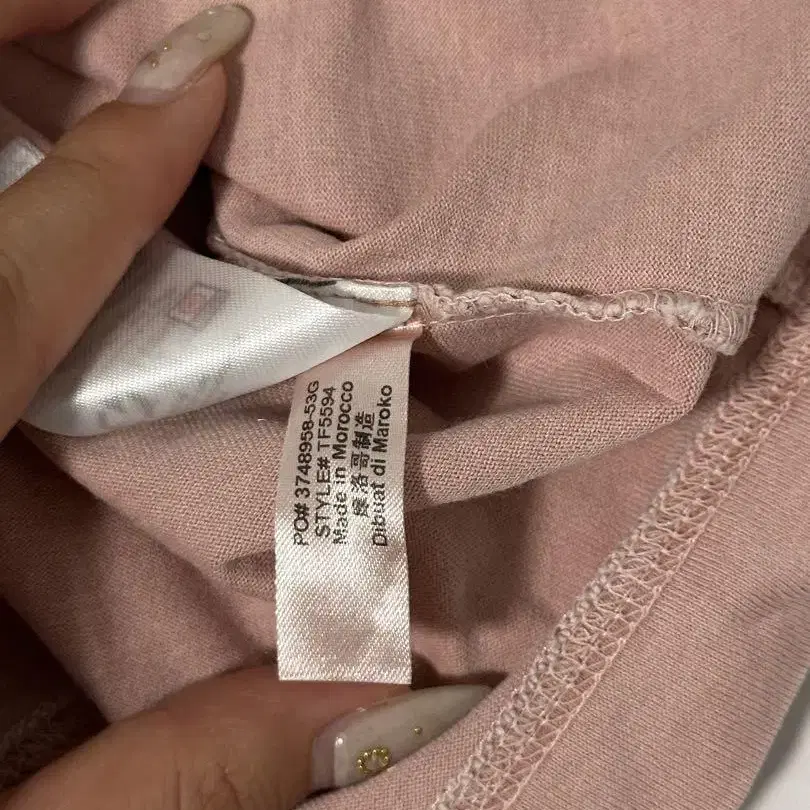 PO# 3748958-53G
STYLE# TF5594
Made in Morocco
摩洛哥制造
Dibuat di Maroko